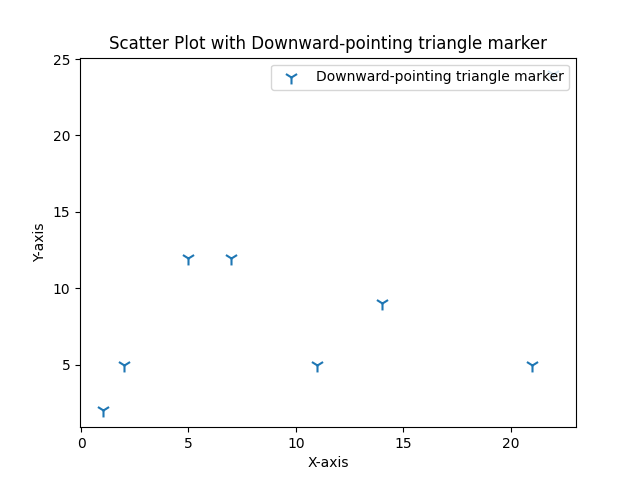 Scatter Plot with Downward-pointing triangle marker
Downward-pointing triangle marker
25
20
15
10
5
Y-axis
0 5 10 15 20
X-axis